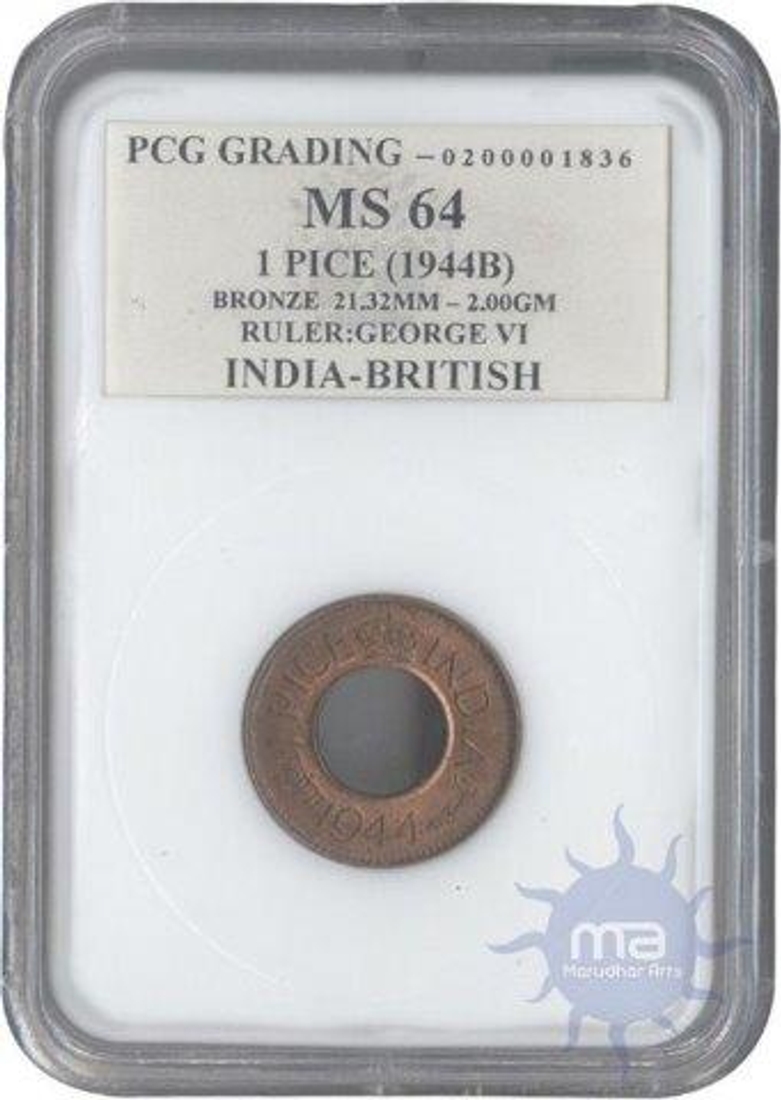 PCG GRADING –0200001836
MS 64
1 PICE (1944B)
BRONZE 21.32MM – 2.00GM
RULER:GEORGE VI
INDIA-BRITISH
PICE INDIA
1944
ma
Marudhar Arts